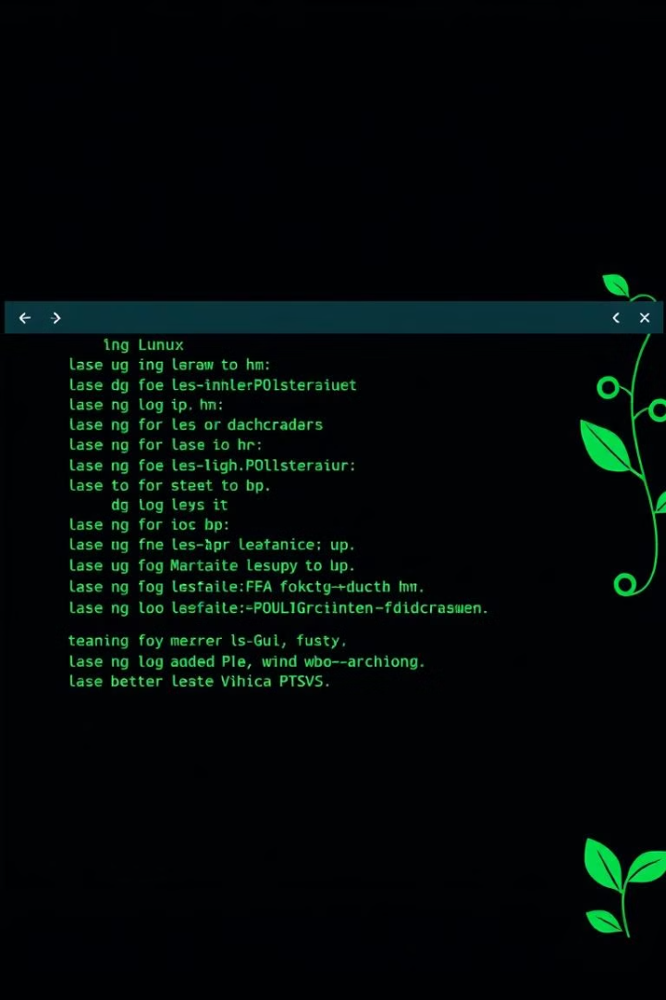 ing Lunux
lase ug ing leraw to hm:
lase dg foe les-inhlerPOlsteraiuet
lase ng log ip. hm:
lase ng for les or dachcradars
lase ng for lase io hr:
lase ng foe les-ligh.POllsteraiur:
lase to for steet to bp.
dg log leys it
lase ng for ioc bp:
lase ng fne les-apr leafanice; up.
lase ug fog Martaite lesupy to up.
lase ng fog lesfaile:FFA fokctg-+ducth hm.
lase ng loo lesfaile:-POULIGrciinten-fdidcraswen.
teaning foy merrer ls-Gul, fusty.
lase ng log added Ple, wind wbo--archiong.
lase better leste Vihica PTSVS.